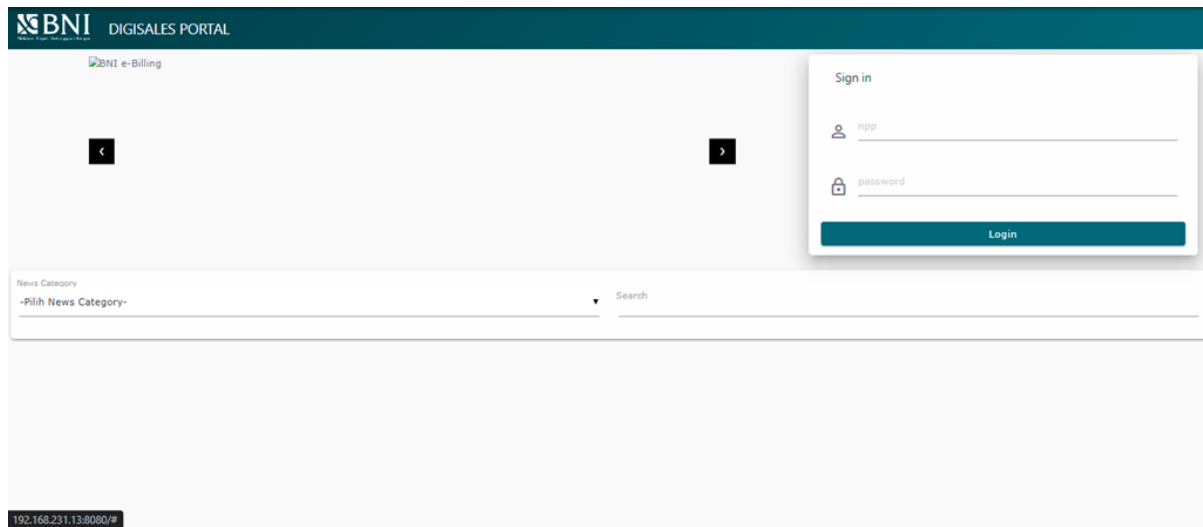 BNI DIGISALES PORTAL
BNI e-Billing
Sign in
npp
password
Login
News Category
-Pilih News Category-
Search
192.168.231.13:8080/#